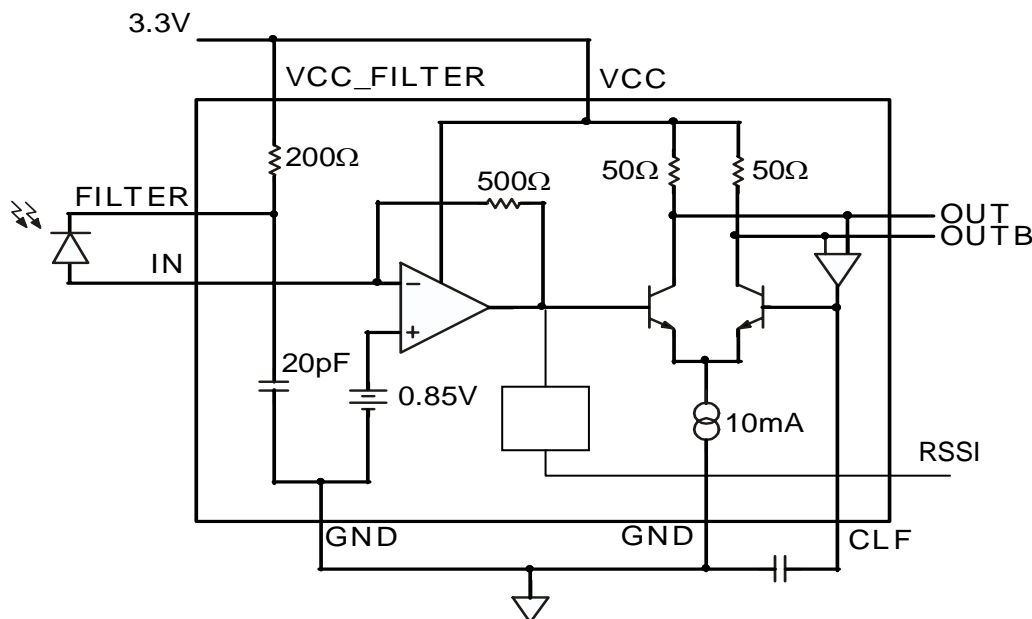 3.3V
VCC_FILTER
VCC
200Ω
FILTER
500Ω
50Ω
50Ω
OUT
OUTB
IN
−
+
20pF
0.85V
10mA
RSSI
GND
GND
CLF